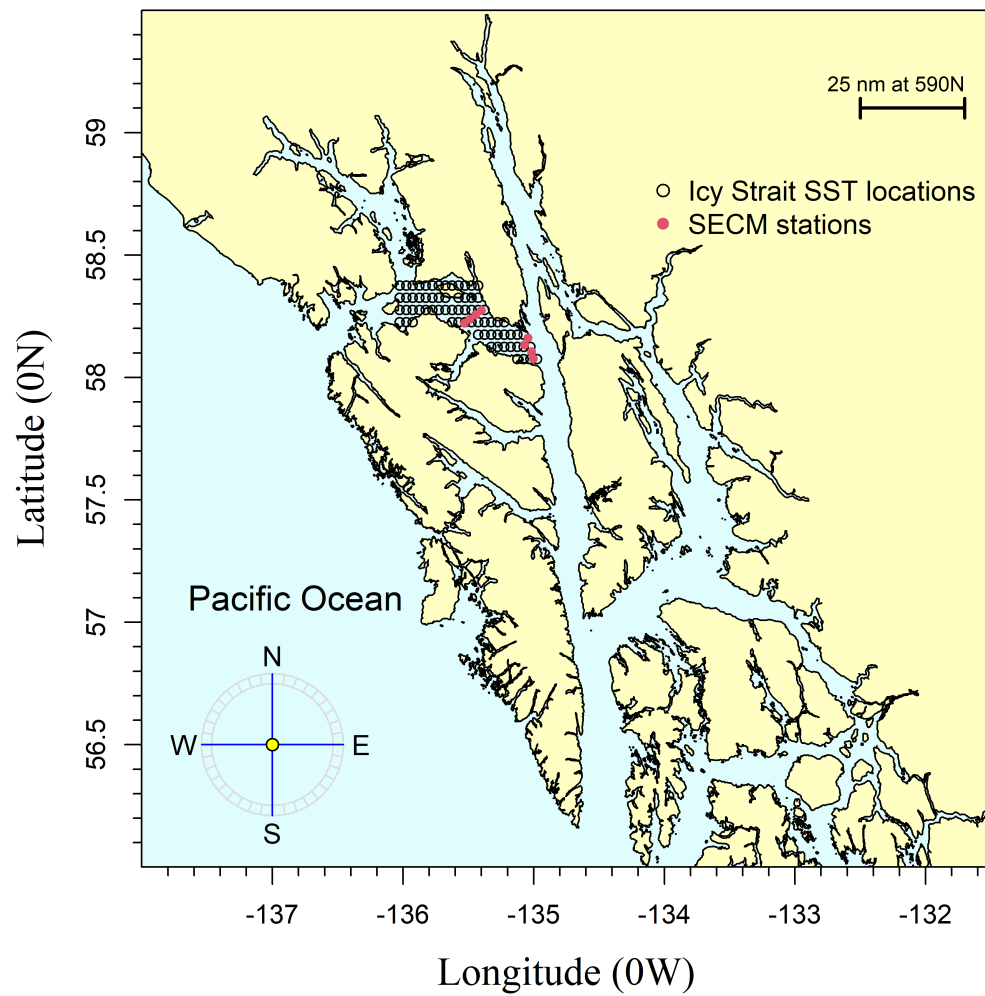 25 nm at 590N
Icy Strait SST locations
SECM stations
Pacific Ocean
N
W
E
S
Latitude (0N)
59
58.5
58
57.5
57
56.5
-137
-136
-135
-134
-133
-132
Longitude (0W)